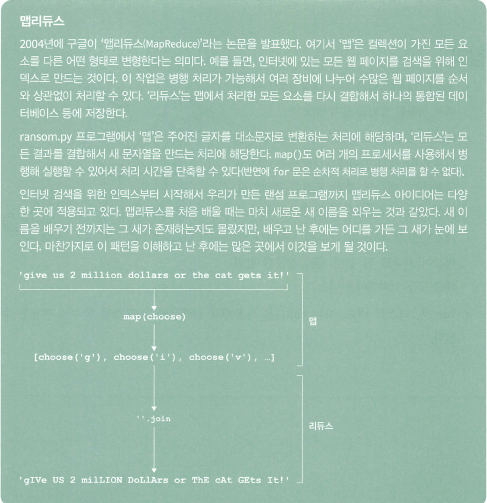 맵리듀스
2004년에 구글이 '맵리듀스(MapReduce)'라는 논문을 발표했다. 여기서 '맵'은 컬렉션이 가진 모든 요
소를 다른 어떤 형태로 변형한다는 의미다. 예를 들면, 인터넷에 있는 모든 웹 페이지를 검색을 위해 인
덱스로 만드는 것이다. 이 작업은 병행 처리가 가능해서 여러 장비에 나누어 수많은 웹 페이지를 순서
와 상관없이 처리할 수 있다. '리듀스'는 맵에서 처리한 모든 요소를 다시 결합해서 하나의 통합된 데이
터베이스 등에 저장한다.
ransom.py 프로그램에서 '맵'은 주어진 글자를 대소문자로 변환하는 처리에 해당하며, '리듀스'는 모
든 결과를 결합해서 새 문자열을 만드는 처리에 해당한다. map()도 여러 개의 프로세서를 사용해서 병
행해 실행할 수 있어서 처리 시간을 단축할 수 있다(반면에 for 문은 순차적 처리로 병행 처리를 할 수 없다).
인터넷 검색을 위한 인덱스부터 시작해서 우리가 만든 랜섬 프로그램까지 맵리듀스 아이디어는 다양
한 곳에 적용되고 있다. 맵리듀스를 처음 배울 때는 마치 새로운 새 이름을 외우는 것과 같았다. 새 이
름을 배우기 전까지는 그 새가 존재하는지도 몰랐지만, 배우고 난 후에는 어디를 가든 그 새가 눈에 보
인다. 마찬가지로 이 패턴을 이해하고 난 후에는 많은 곳에서 이것을 보게 될 것이다.
'give us 2 million dollars or the cat gets it!'
map(choose)
맵
[choose('g'), choose('i'), choose('v'), …]
''.join
리듀스
'gIVe US 2 milLION DoLlArs or ThE cAt GEts It!'